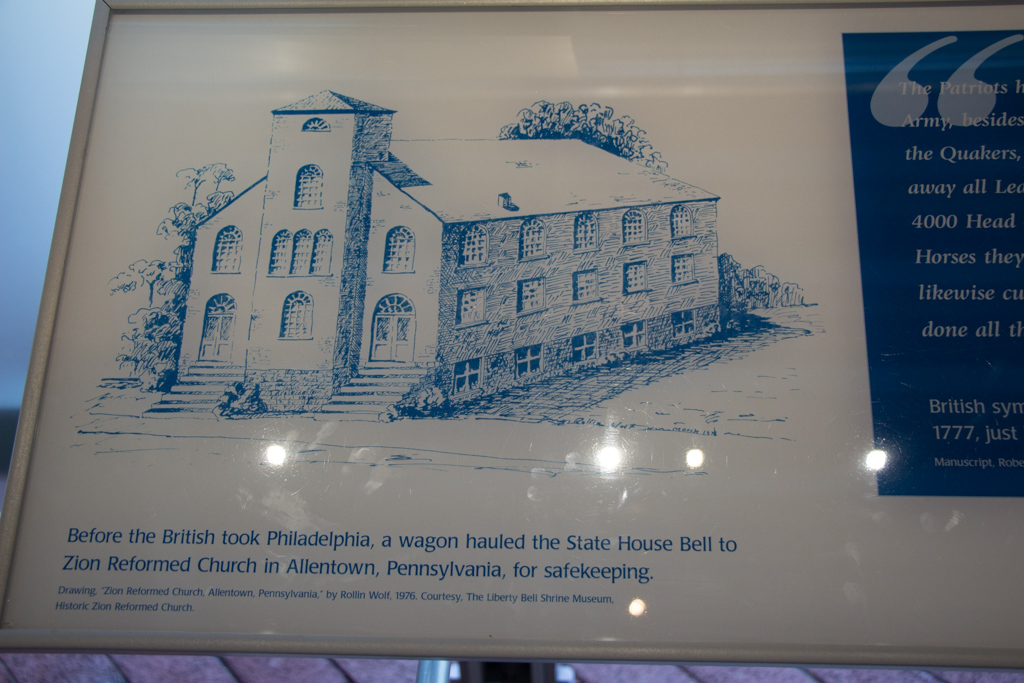 Before the British took Philadelphia, a wagon hauled the State House Bell to
Zion Reformed Church in Allentown, Pennsylvania, for safekeeping.
Drawing, "Zion Reformed Church, Allentown, Pennsylvania," by Rollin Wolf, 1976. Courtesy, The Liberty Bell Shrine Museum,
Historic Zion Reformed Church.
“
The Patriots h
Army, besides
the Quakers,
away all Lea
4000 Head
Horses they
likewise cu
done all th
British sym
1777, just
Manuscript, Robe